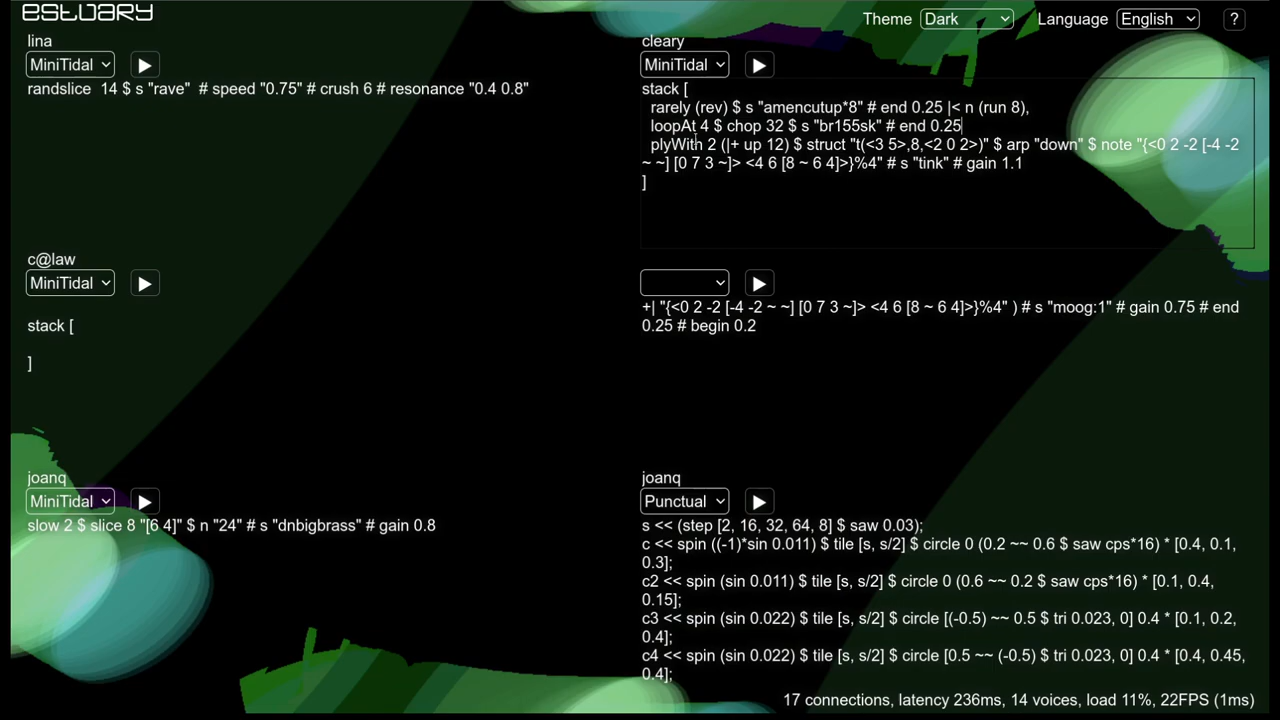 estuary
Theme Dark Language English ?
lina
MiniTidal
randslice  14 $ s "rave"  # speed "0.75" # crush 6 # resonance "0.4 0.8"
cleary
MiniTidal
stack [
  rarely (rev) $ s "amencutup*8" # end 0.25 |< n (run 8),
  loopAt 4 $ chop 32 $ s "br155sk" # end 0.25
  plyWith 2 (|+ up 12) $ struct "t(<3 5>,8,<2 0 2>)" $ arp "down" $ note "{<0 2 -2 [-4 -2
~ ~] [0 7 3 ~]> <4 6 [8 ~ 6 4]>}%4" # s "tink" # gain 1.1
]
c@law
MiniTidal
stack [
]
+| "{<0 2 -2 [-4 -2 ~ ~] [0 7 3 ~]> <4 6 [8 ~ 6 4]>}%4" ) # s "moog:1" # gain 0.75 # end
0.25 # begin 0.2
joanq
MiniTidal
slow 2 $ slice 8 "[6 4]" $ n "24" # s "dnbigbrass" # gain 0.8
joanq
Punctual
s << (step [2, 16, 32, 64, 8] $ saw 0.03);
c << spin ((-1)*sin 0.011) $ tile [s, s/2] $ circle 0 (0.2 ~~ 0.6 $ saw cps*16) * [0.4, 0.1,
0.3];
c2 << spin (sin 0.011) $ tile [s, s/2] $ circle 0 (0.6 ~~ 0.2 $ saw cps*16) * [0.1, 0.4,
0.15];
c3 << spin (sin 0.022) $ tile [s, s/2] $ circle [(-0.5) ~~ 0.5 $ tri 0.023, 0] 0.4 * [0.1, 0.2,
0.4];
c4 << spin (sin 0.022) $ tile [s, s/2] $ circle [0.5 ~~ (-0.5) $ tri 0.023, 0] 0.4 * [0.4, 0.45,
0.4];
17 connections, latency 236ms, 14 voices, load 11%, 22FPS (1ms)